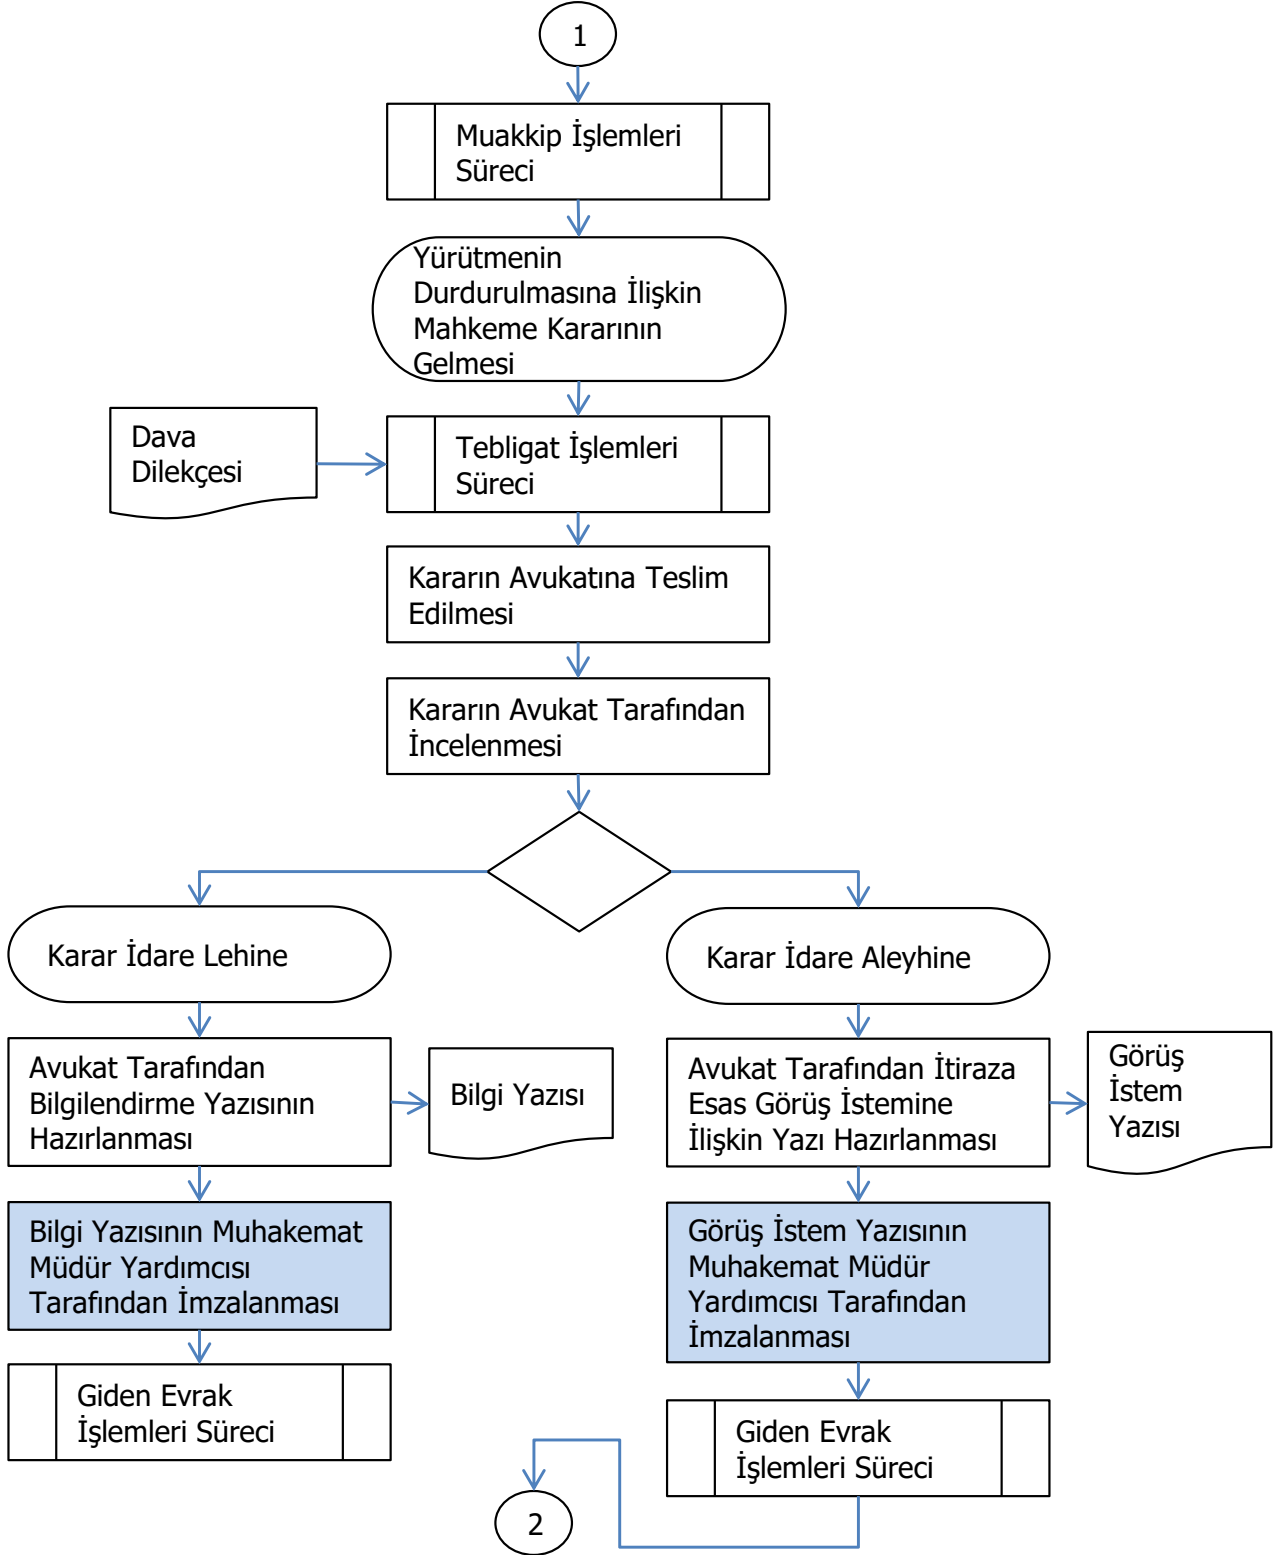 1
Muakkip İşlemleri
Süreci
Yürütmenin
Durdurulmasına İlişkin
Mahkeme Kararının
Gelmesi
Dava
Dilekçesi
Tebligat İşlemleri
Süreci
Kararın Avukatına Teslim
Edilmesi
Kararın Avukat Tarafından
İncelenmesi
Karar İdare Lehine
Karar İdare Aleyhine
Avukat Tarafından
Bilgilendirme Yazısının
Hazırlanması
Bilgi Yazısı
Avukat Tarafından İtiraza
Esas Görüş İstemine
İlişkin Yazı Hazırlanması
Görüş
İstem
Yazısı
Bilgi Yazısının Muhakemat
Müdür Yardımcısı
Tarafından İmzalanması
Görüş İstem Yazısının
Muhakemat Müdür
Yardımcısı Tarafından
İmzalanması
Giden Evrak
İşlemleri Süreci
Giden Evrak
İşlemleri Süreci
2